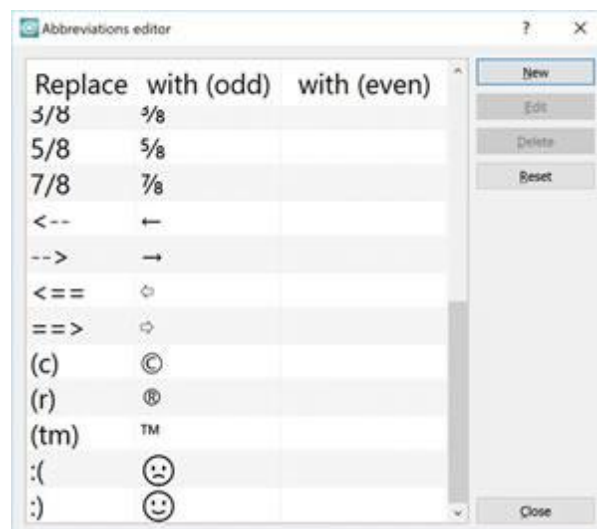 Abbreviations editor ? ×
Replace with (odd) with (even)
3/8 ⅜
5/8 ⅝
7/8 ⅞
<-- ←
--> →
<== ⇦
==> ⇨
(c) ©
(r) ®
(tm) ™
:( ☹
:) ☺
New
Edit
Delete
Reset
Close